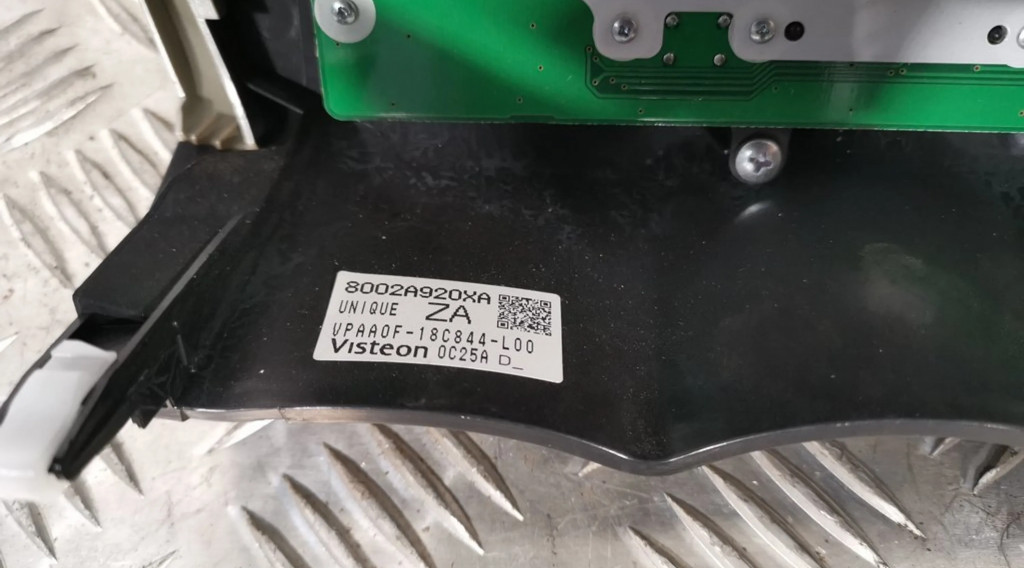 8002A920XA
UNIQUE ZA
VPAA0F-18C844-L00
Visteon 0C25A D_